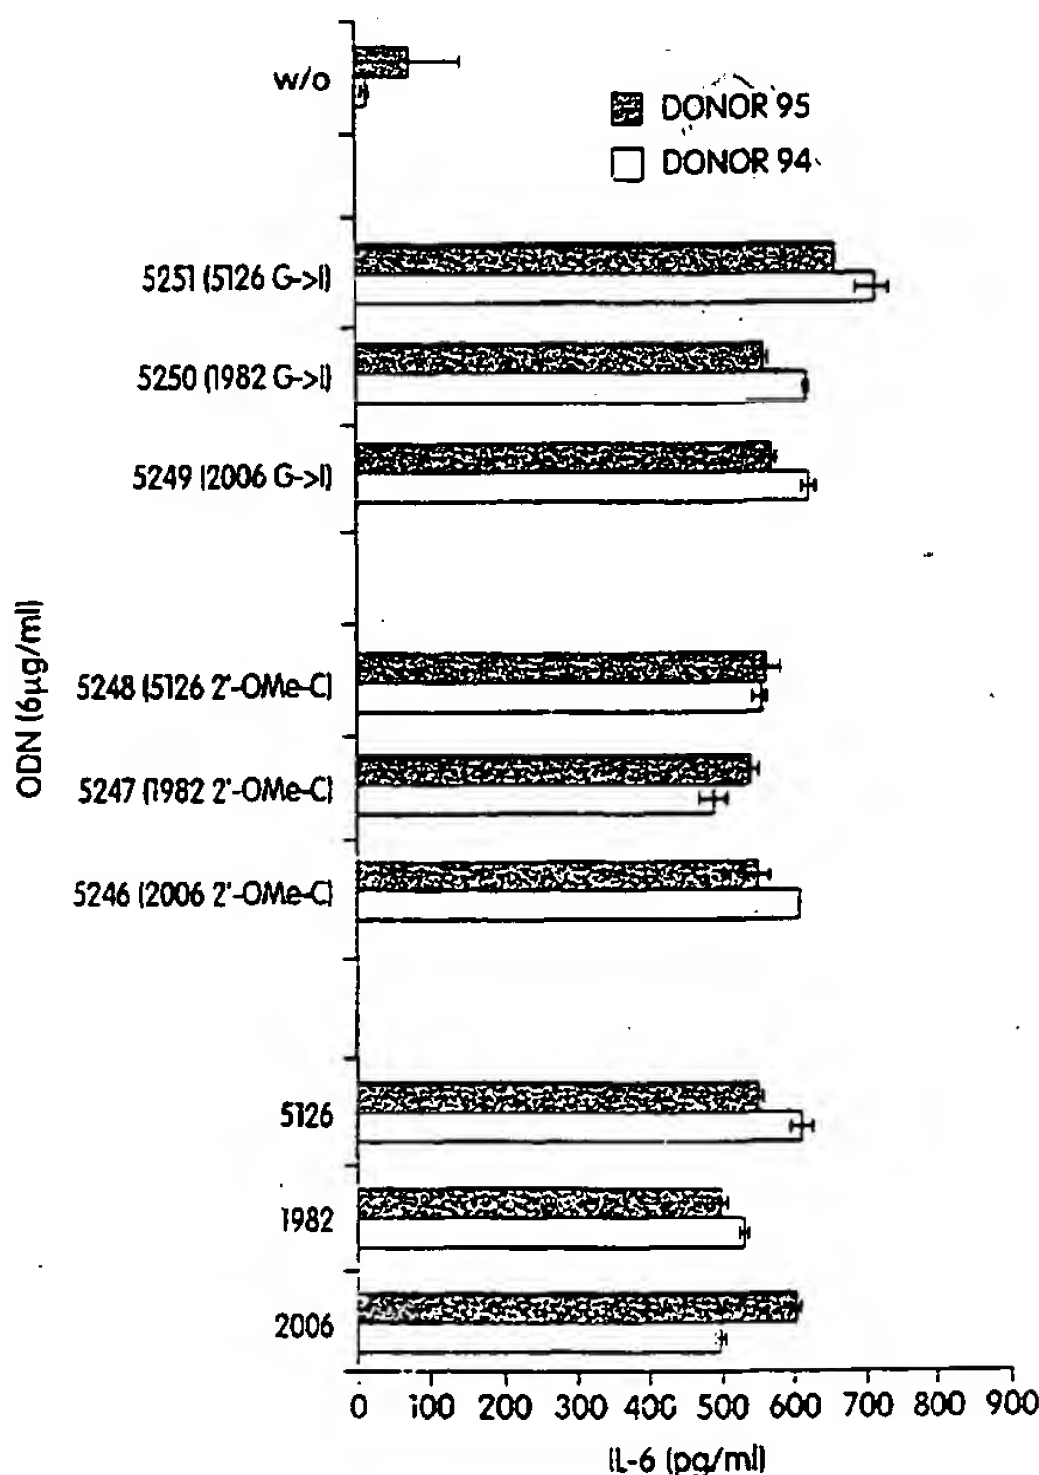 w/o
DONOR 95
DONOR 94
5251 (5126 G->I)
5250 (1982 G->I)
5249 (2006 G->I)
ODN (6µg/ml)
5248 (5126 2'-OMe-C)
5247 (1982 2'-OMe-C)
5246 (2006 2'-OMe-C)
5126
1982
2006
0 100 200 300 400 500 600 700 800 900
IL-6 (pg/ml)